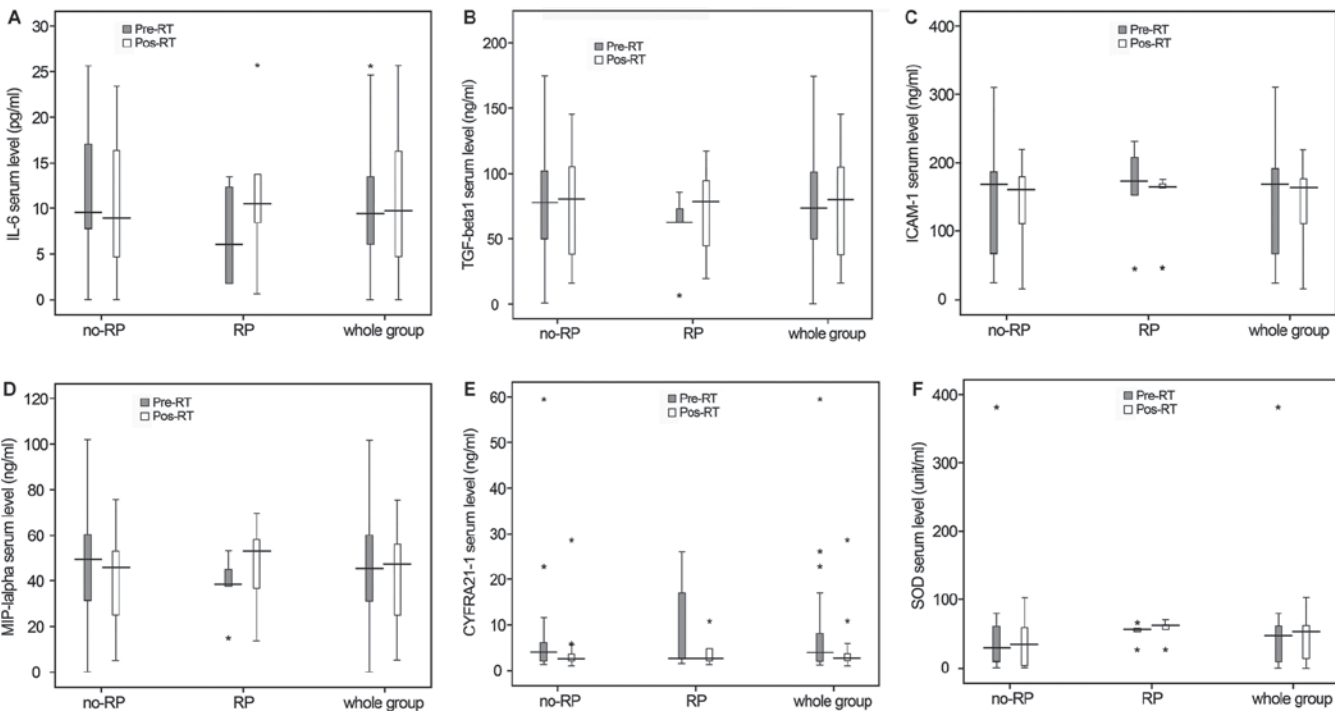 A
IL-6 serum level (pg/ml)
30
25
20
15
10
5
0
Pre-RT
Pos-RT
*
*
no-RP RP whole group
B
TGF-beta1 serum level (ng/ml)
200
150
100
50
0
Pre-RT
Pos-RT
*
no-RP RP whole group
C
ICAM-1 serum level (ng/ml)
400
300
200
100
0
Pre-RT
Pos-RT
* *
no-RP RP whole group
D
MIP-lalpha serum level (ng/ml)
120
100
80
60
40
20
0
Pre-RT
Pos-RT
*
no-RP RP whole group
E
CYFRA21-1 serum level (ng/ml)
60
50
40
30
20
10
0
Pre-RT
Pos-RT
* *
* *
* * *
* *
*
no-RP RP whole group
F
SOD serum level (unit/ml)
400
300
200
100
0
Pre-RT
Pos-RT
* *
*
* *
no-RP RP whole group